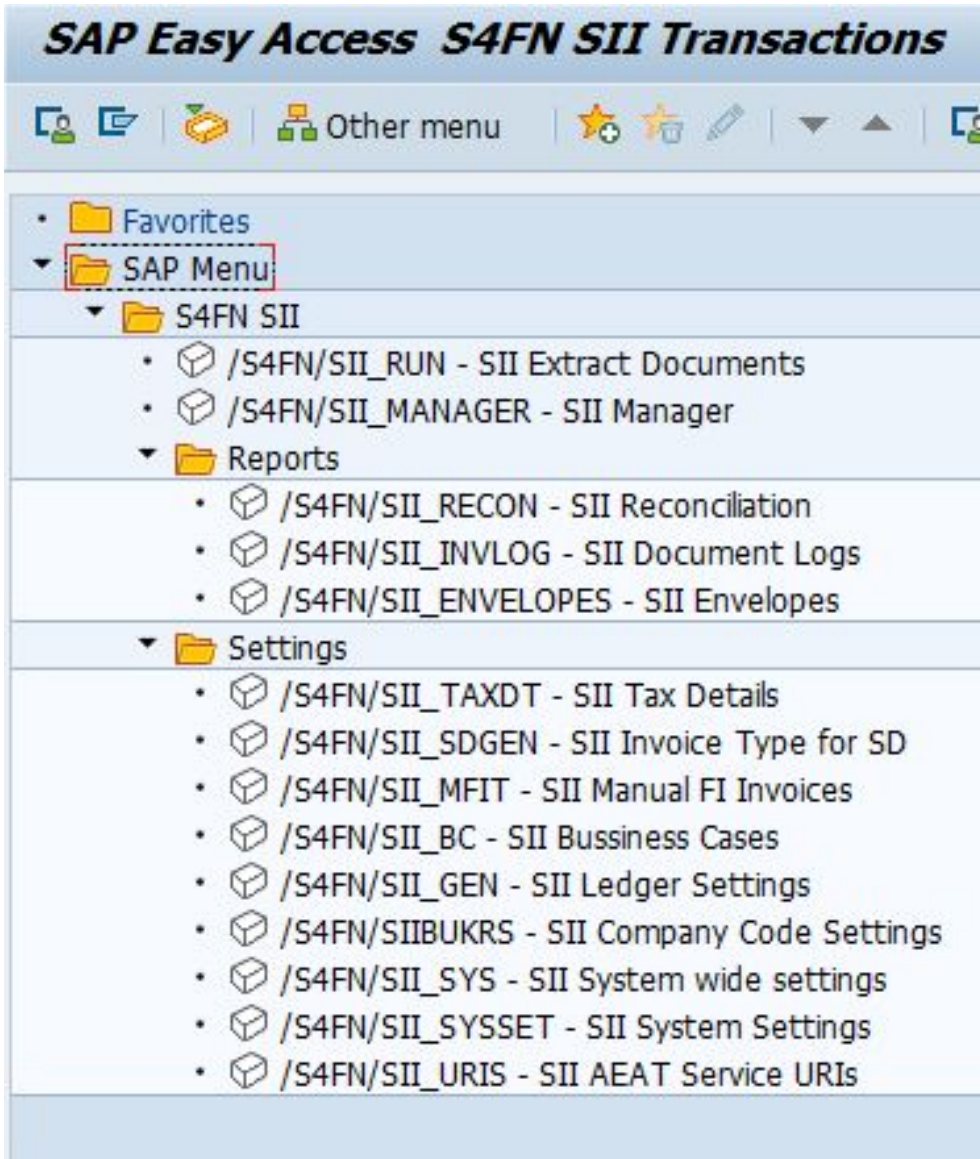 SAP Easy Access S4FN SII Transactions
Other menu
Favorites
SAP Menu
S4FN SII
/S4FN/SII_RUN - SII Extract Documents
/S4FN/SII_MANAGER - SII Manager
Reports
/S4FN/SII_RECON - SII Reconciliation
/S4FN/SII_INVLOG - SII Document Logs
/S4FN/SII_ENVELOPES - SII Envelopes
Settings
/S4FN/SII_TAXDT - SII Tax Details
/S4FN/SII_SDGEN - SII Invoice Type for SD
/S4FN/SII_MFIT - SII Manual FI Invoices
/S4FN/SII_BC - SII Bussiness Cases
/S4FN/SII_GEN - SII Ledger Settings
/S4FN/SIIBUKRS - SII Company Code Settings
/S4FN/SII_SYS - SII System wide settings
/S4FN/SII_SYSSET - SII System Settings
/S4FN/SII_URIS - SII AEAT Service URIs